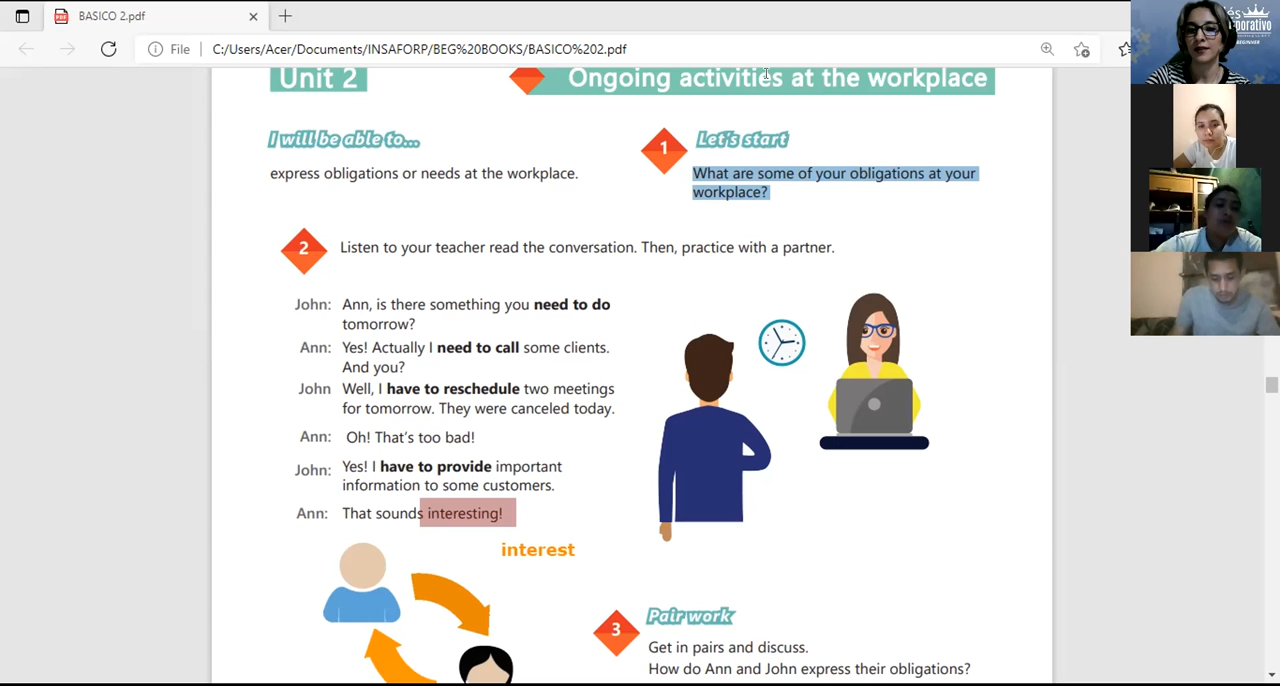 BASICO 2.pdf
File C:/Users/Acer/Documents/INSAFORP/BEG%20BOOKS/BASICO%202.pdf
Unit 2
Ongoing activities at the workplace
I will be able to...
express obligations or needs at the workplace.
1
Let's start
What are some of your obligations at your
workplace?
2
Listen to your teacher read the conversation. Then, practice with a partner.
John: Ann, is there something you need to do
tomorrow?
Ann: Yes! Actually I need to call some clients.
And you?
John Well, I have to reschedule two meetings
for tomorrow. They were canceled today.
Ann: Oh! That's too bad!
John: Yes! I have to provide important
information to some customers.
Ann: That sounds interesting!
interest
3
Pair work
Get in pairs and discuss.
How do Ann and John express their obligations?